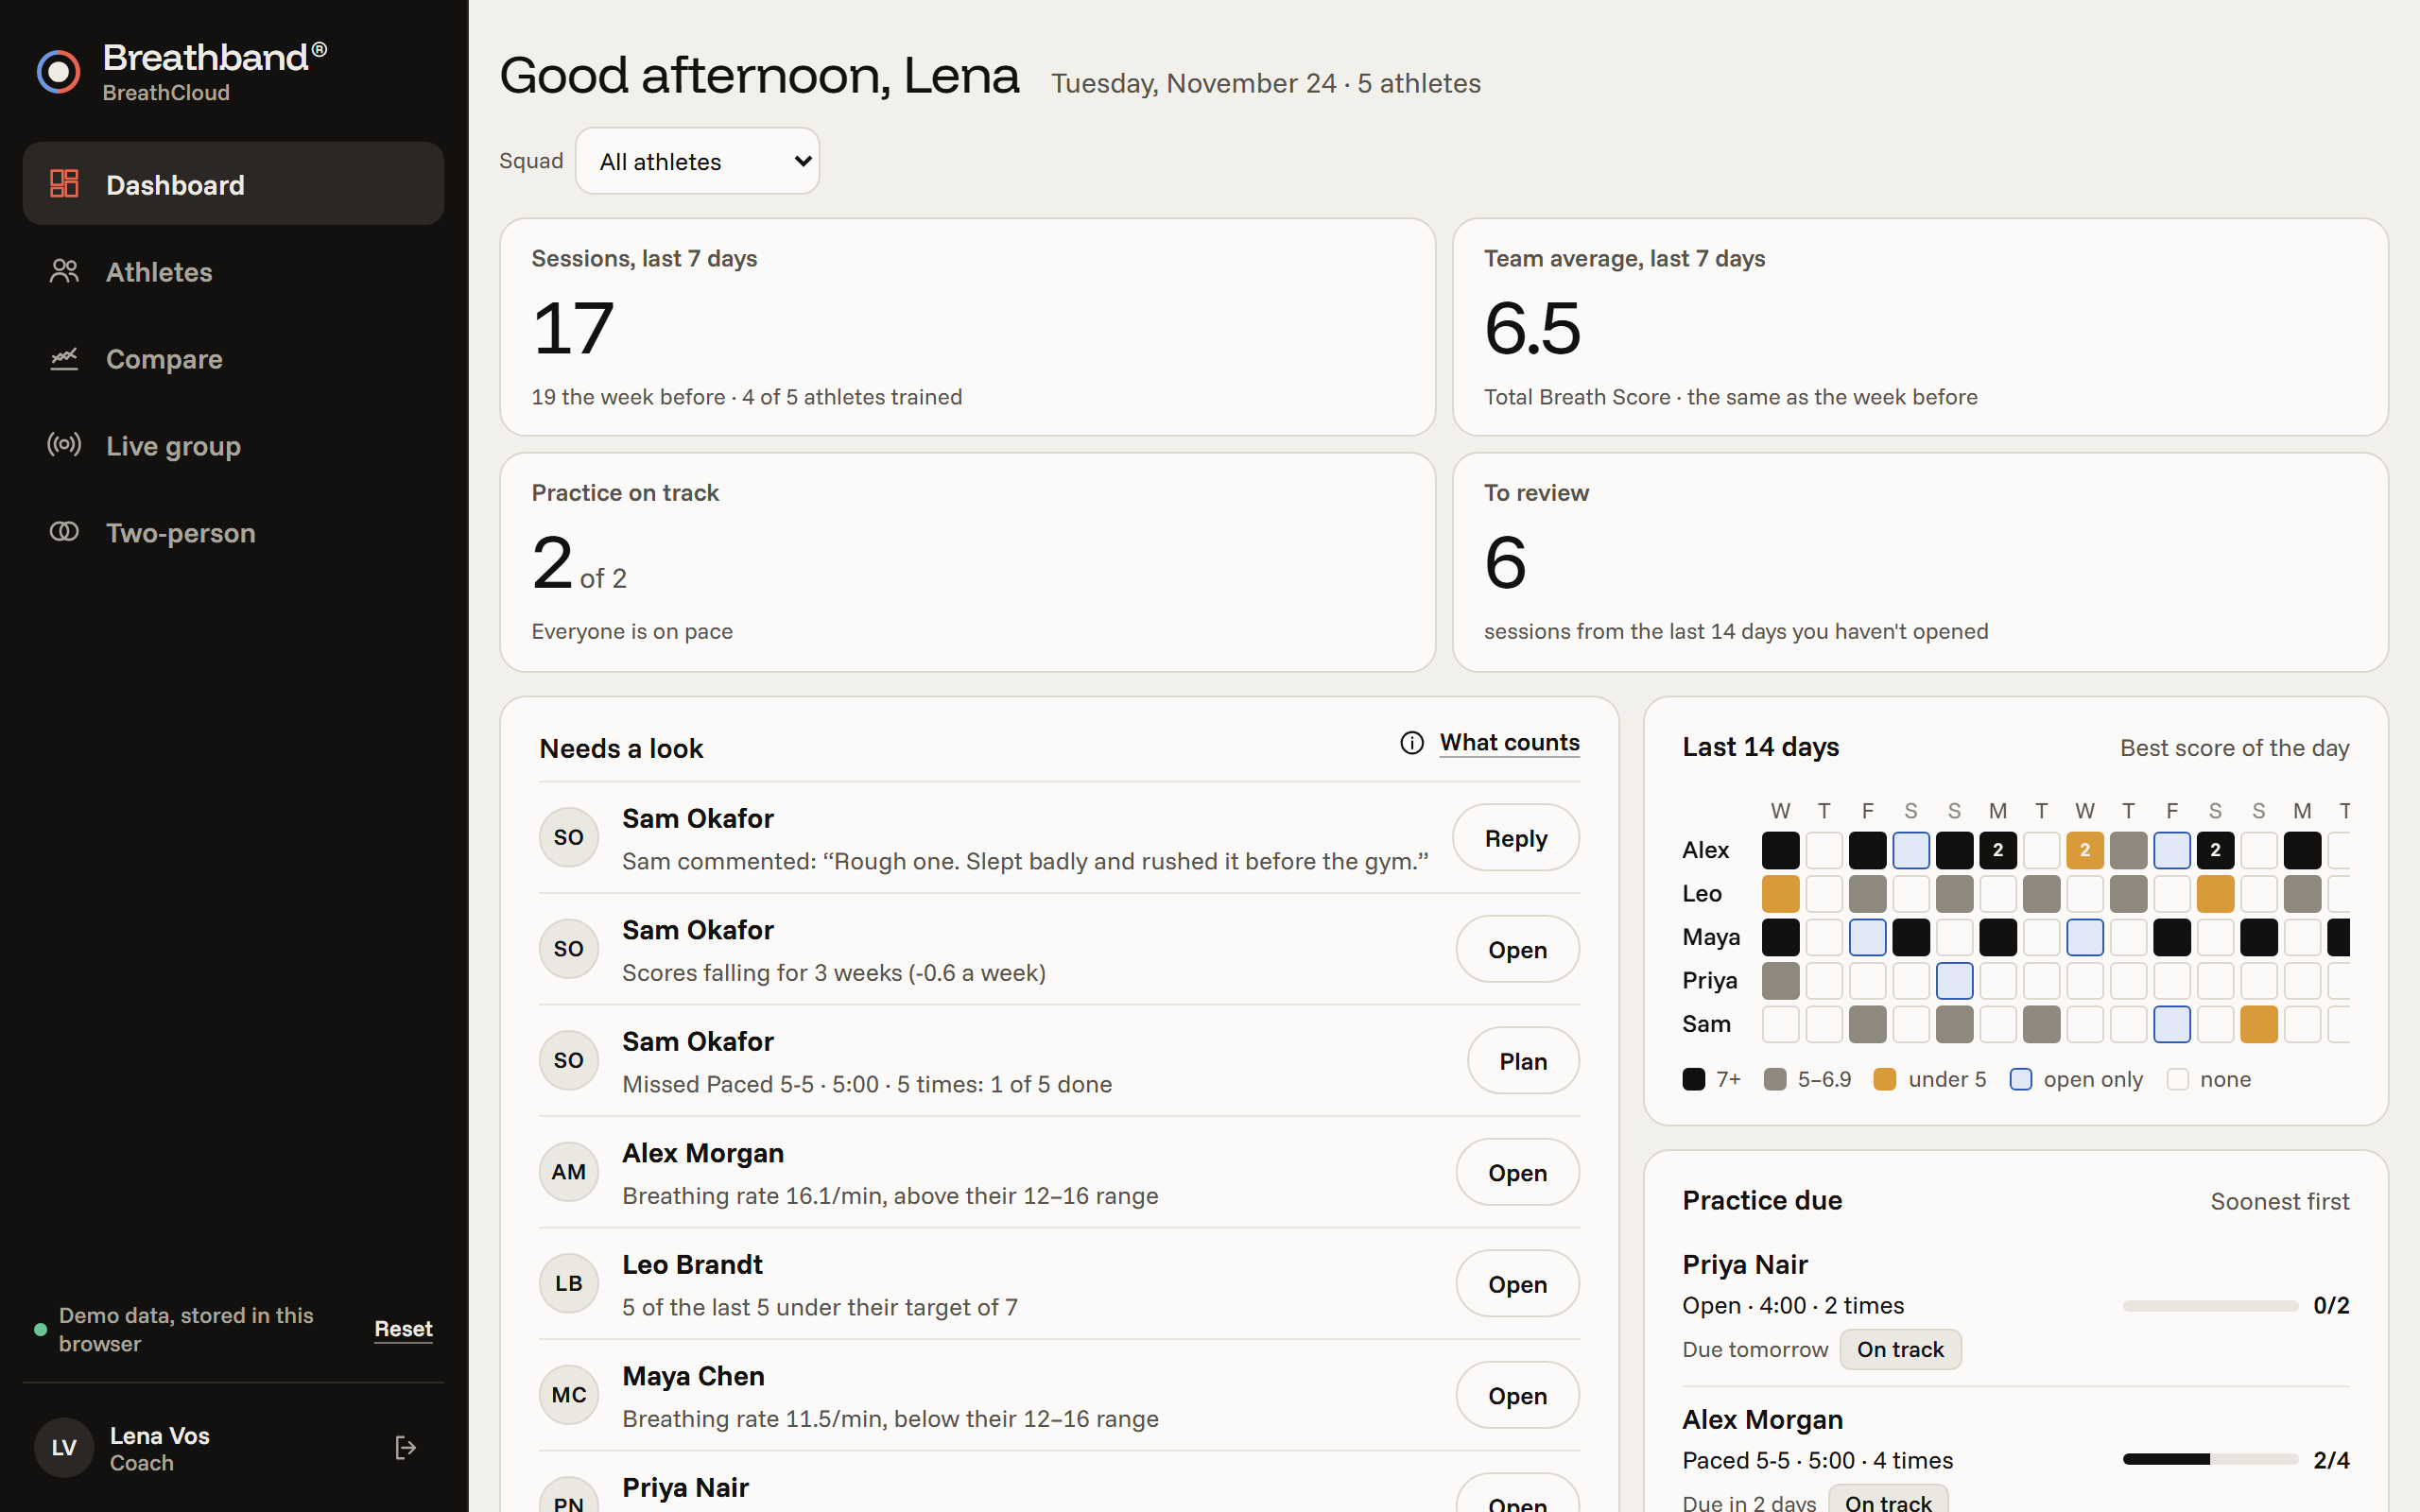 Breathband®
BreathCloud
Dashboard
Athletes
Compare
Live group
Two-person
Demo data, stored in this
browser
Reset
LV
Lena Vos
Coach
Good afternoon, Lena
Tuesday, November 24 · 5 athletes
Squad
All athletes
Sessions, last 7 days
17
19 the week before · 4 of 5 athletes trained
Team average, last 7 days
6.5
Total Breath Score · the same as the week before
Practice on track
2 of 2
Everyone is on pace
To review
6
sessions from the last 14 days you haven't opened
Needs a look
What counts
SO
Sam Okafor
Sam commented: “Rough one. Slept badly and rushed it before the gym.”
Reply
SO
Sam Okafor
Scores falling for 3 weeks (-0.6 a week)
Open
SO
Sam Okafor
Missed Paced 5-5 · 5:00 · 5 times: 1 of 5 done
Plan
AM
Alex Morgan
Breathing rate 16.1/min, above their 12–16 range
Open
LB
Leo Brandt
5 of the last 5 under their target of 7
Open
MC
Maya Chen
Breathing rate 11.5/min, below their 12–16 range
Open
PN
Priya Nair
Open
Last 14 days
Best score of the day
W T F S S M T W T F S S M T
Alex 2 2 2
Leo
Maya
Priya
Sam
7+ 5–6.9 under 5 open only none
Practice due
Soonest first
Priya Nair
Open · 4:00 · 2 times
0/2
Due tomorrow
On track
Alex Morgan
Paced 5-5 · 5:00 · 4 times
2/4
Due in 2 days
On track